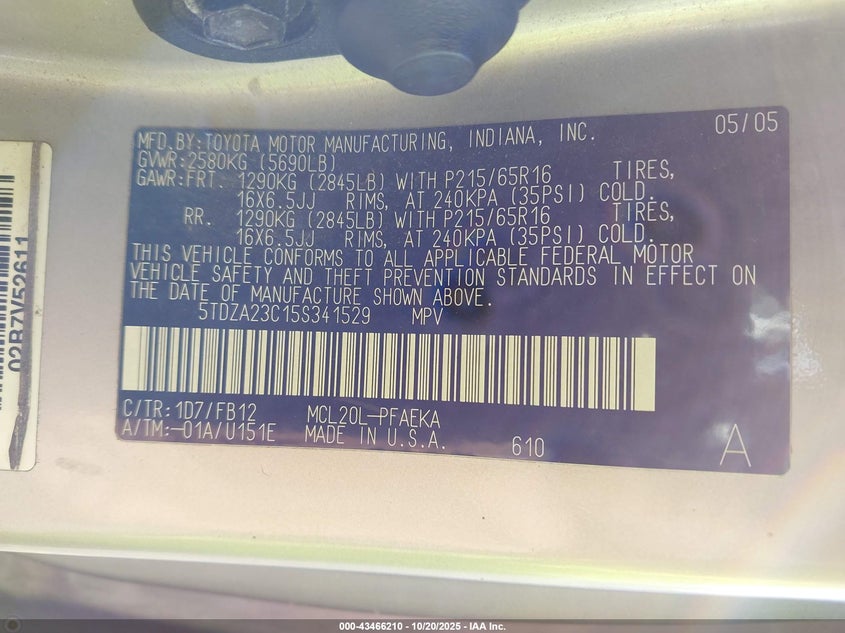 MFD.BY:TOYOTA MOTOR MANUFACTURING, INDIANA, INC. 05/05
GVWR:2580KG (5690LB)
GAWR:FRT. 1290KG (2845LB) WITH P215/65R16 TIRES,
16X6.5JJ RIMS, AT 240KPA (35PSI) COLD.
RR. 1290KG (2845LB) WITH P215/65R16 TIRES,
16X6.5JJ RIMS, AT 240KPA (35PSI) COLD.
THIS VEHICLE CONFORMS TO ALL APPLICABLE FEDERAL MOTOR
VEHICLE SAFETY AND THEFT PREVENTION STANDARDS IN EFFECT ON
THE DATE OF MANUFACTURE SHOWN ABOVE.
5TDZA23C15S341529 MPV
C/TR:1D7/FB12 MCL20L-PFAEKA
A/TM:-01A/U151E MADE IN U.S.A. 610 A
02B7V52611
000-43466210 - 10/20/2025 - IAA Inc.